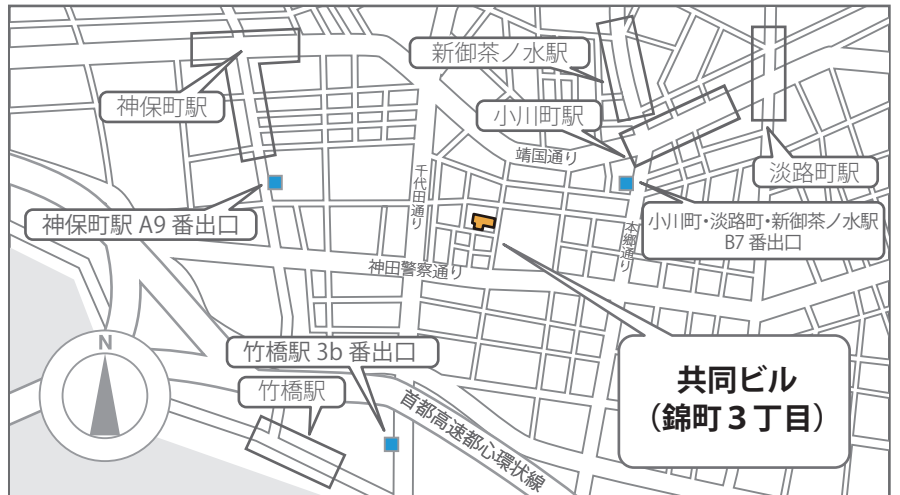 新御茶ノ水駅
神保町駅
小川町駅
靖国通り
淡路町駅
千代田通り
神保町駅 A9 番出口
小川町・淡路町・新御茶ノ水駅
B7 番出口
本郷通り
神田警察通り
N
竹橋駅 3b 番出口
竹橋駅
共同ビル
（錦町３丁目）
首都高速都心環状線